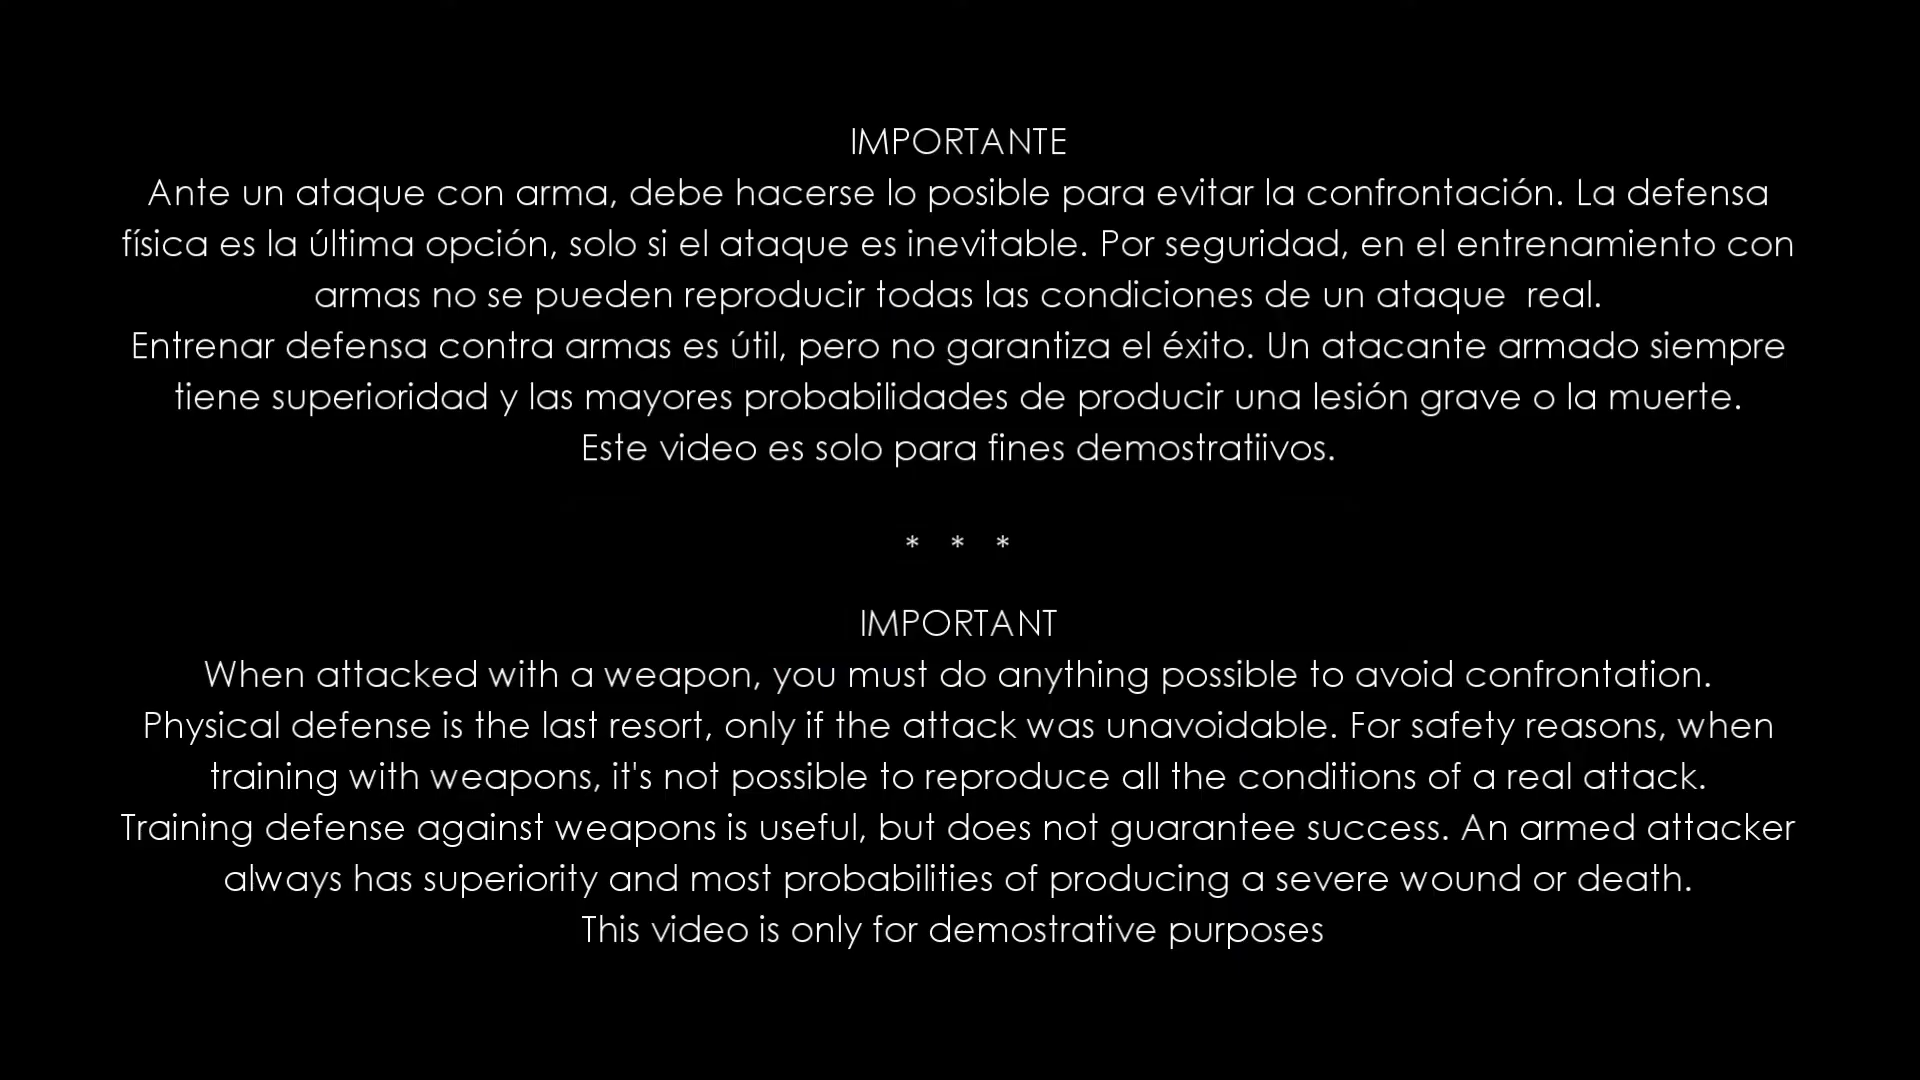 IMPORTANTE
Ante un ataque con arma, debe hacerse lo posible para evitar la confrontación. La defensa
física es la última opción, solo si el ataque es inevitable. Por seguridad, en el entrenamiento con
armas no se pueden reproducir todas las condiciones de un ataque  real.
Entrenar defensa contra armas es útil, pero no garantiza el éxito. Un atacante armado siempre
tiene superioridad y las mayores probabilidades de producir una lesión grave o la muerte.
Este video es solo para fines demostratiivos.
* * *
IMPORTANT
When attacked with a weapon, you must do anything possible to avoid confrontation.
Physical defense is the last resort, only if the attack was unavoidable. For safety reasons, when
training with weapons, it's not possible to reproduce all the conditions of a real attack.
Training defense against weapons is useful, but does not guarantee success. An armed attacker
always has superiority and most probabilities of producing a severe wound or death.
This video is only for demostrative purposes